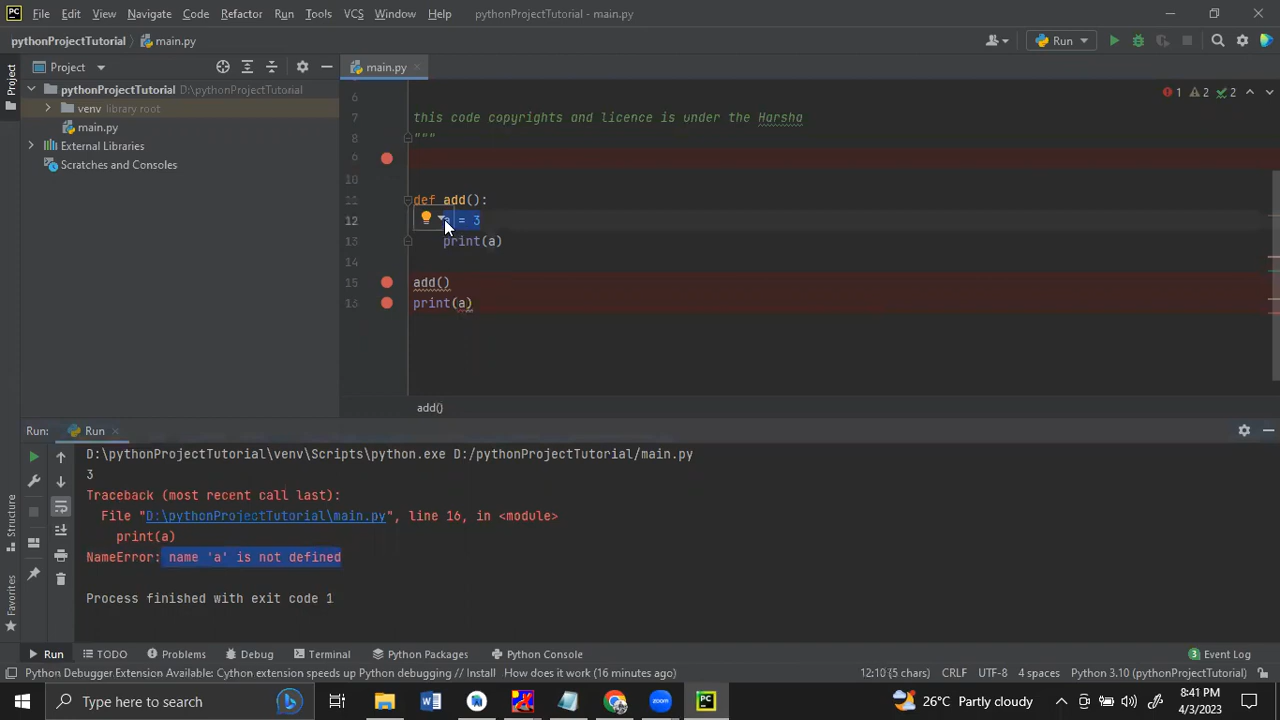 File Edit View Navigate Code Refactor Run Tools VCS Window Help pythonProjectTutorial - main.py
pythonProjectTutorial main.py Run
Project main.py
Project
pythonProjectTutorial D:\pythonProjectTutorial
venv library root
main.py
External Libraries
Scratches and Consoles
1 2 2
6
7 this code copyrights and licence is under the Harsha
8 """
9
10
11 def add():
12 a = 3
13 print(a)
14
15 add()
print(a)
add()
Run: Run
D:\pythonProjectTutorial\venv\Scripts\python.exe D:/pythonProjectTutorial/main.py
3
Traceback (most recent call last):
File "D:\pythonProjectTutorial\main.py", line 16, in <module>
print(a)
NameError: name 'a' is not defined
Process finished with exit code 1
Structure
Favorites
Run TODO Problems Debug Terminal Python Packages Python Console 3 Event Log
Python Debugger Extension Available: Cython extension speeds up Python debugging // Install How does it work (16 minutes ago) 12:10 (5 chars) CRLF UTF-8 4 spaces Python 3.10 (pythonProjectTutorial)
Type here to search 26°C Partly cloudy 8:41 PM
4/3/2023